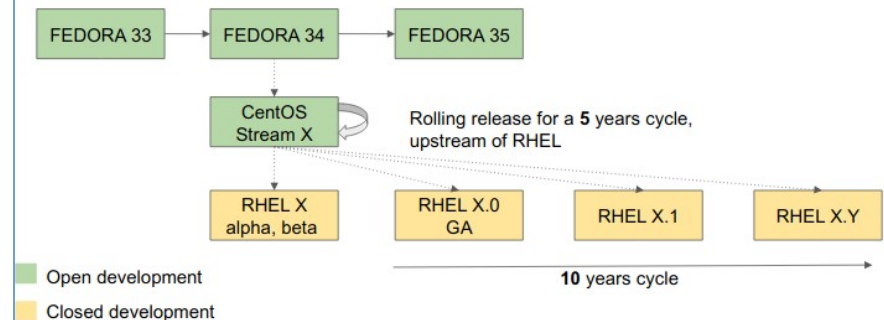 FEDORA 33
FEDORA 34
FEDORA 35
CentOS
Stream X
Rolling release for a 5 years cycle,
upstream of RHEL
RHEL X
alpha, beta
RHEL X.0
GA
RHEL X.1
RHEL X.Y
Open development
10 years cycle
Closed development